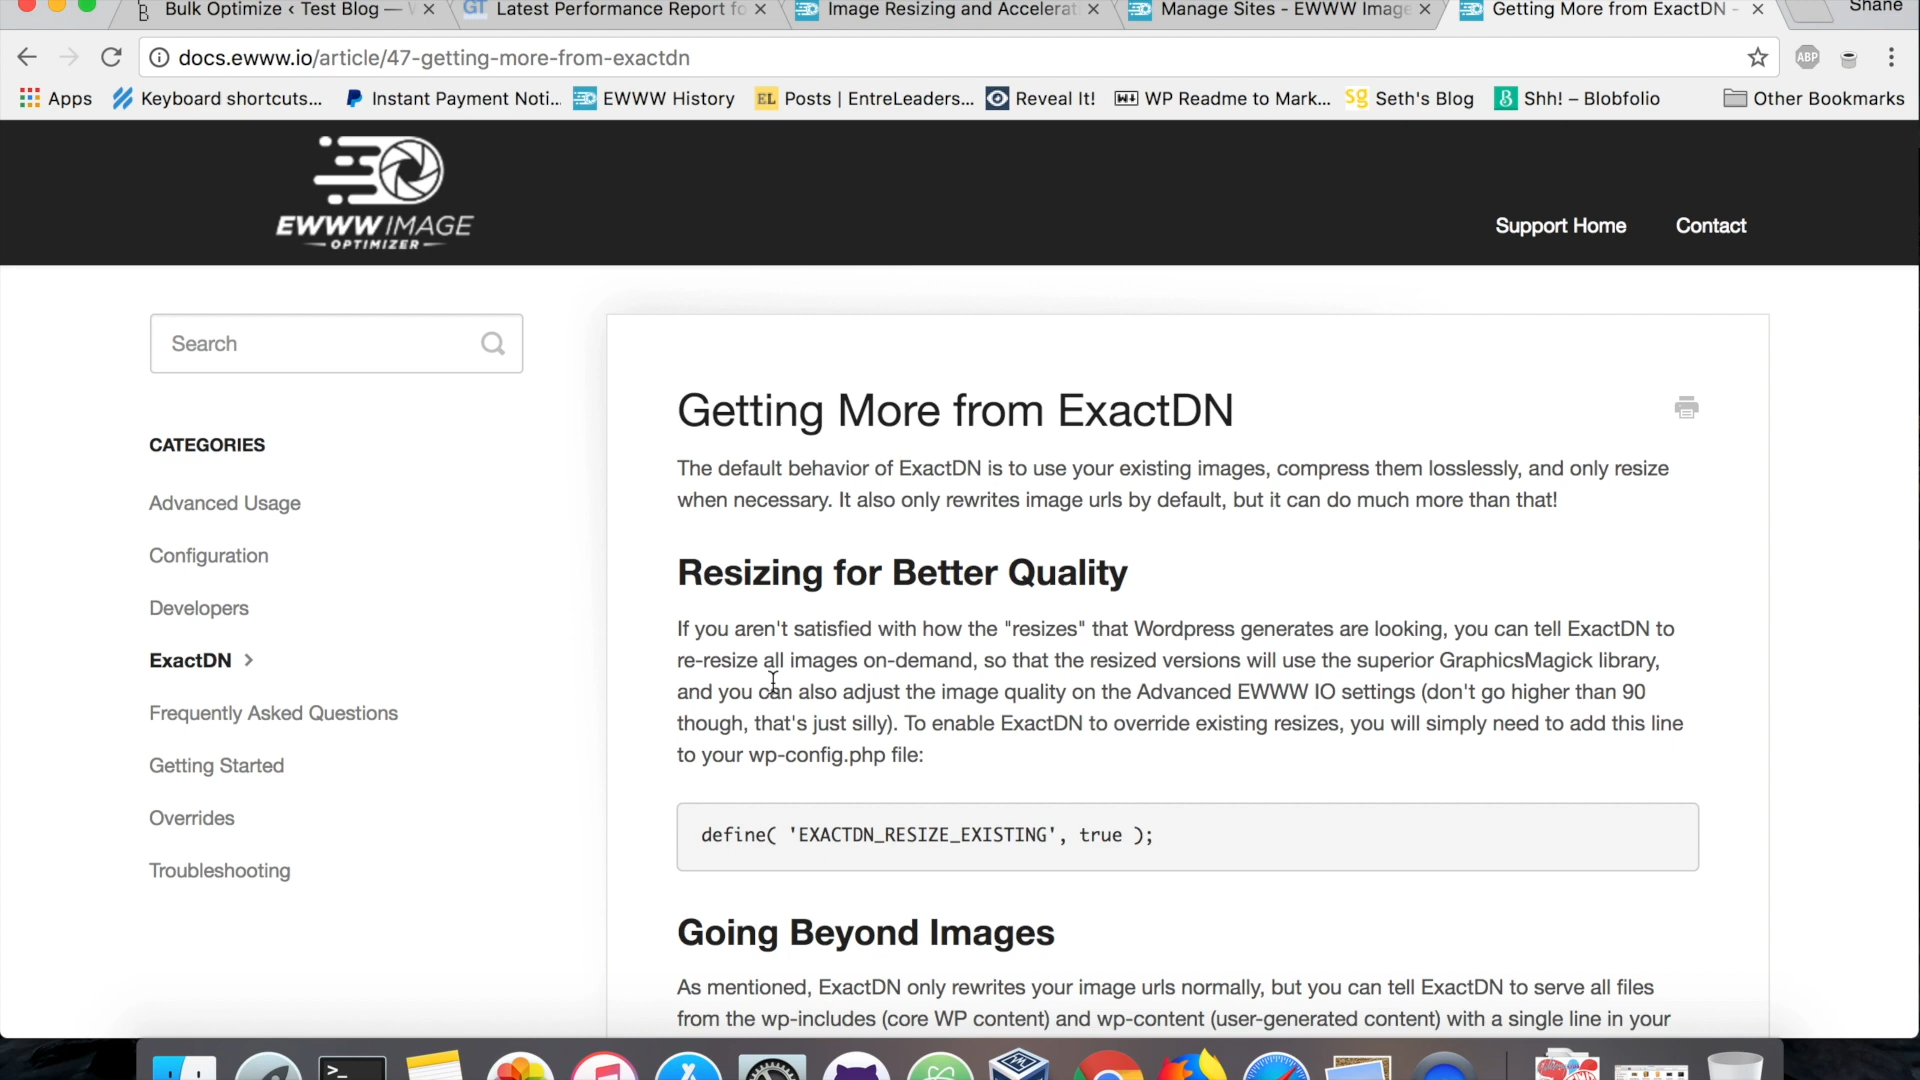 Bulk Optimize ‹ Test Blog —
GT Latest Performance Report fo
Image Resizing and Accelerati
Manage Sites - EWWW Image
Getting More from ExactDN -
Shane
docs.ewww.io/article/47-getting-more-from-exactdn
ABP
Apps
Keyboard shortcuts...
Instant Payment Noti...
EWWW History
EL Posts | EntreLeaders...
Reveal It!
WP Readme to Mark...
sg Seth's Blog
Shh! – Blobfolio
Other Bookmarks
EWWW IMAGE
OPTIMIZER
Support Home
Contact
Search
CATEGORIES
Advanced Usage
Configuration
Developers
ExactDN
Frequently Asked Questions
Getting Started
Overrides
Troubleshooting
Getting More from ExactDN
The default behavior of ExactDN is to use your existing images, compress them losslessly, and only resize
when necessary. It also only rewrites image urls by default, but it can do much more than that!
Resizing for Better Quality
If you aren't satisfied with how the "resizes" that Wordpress generates are looking, you can tell ExactDN to
re-resize all images on-demand, so that the resized versions will use the superior GraphicsMagick library,
and you can also adjust the image quality on the Advanced EWWW IO settings (don't go higher than 90
though, that's just silly). To enable ExactDN to override existing resizes, you will simply need to add this line
to your wp-config.php file:
define( 'EXACTDN_RESIZE_EXISTING', true );
Going Beyond Images
As mentioned, ExactDN only rewrites your image urls normally, but you can tell ExactDN to serve all files
from the wp-includes (core WP content) and wp-content (user-generated content) with a single line in your